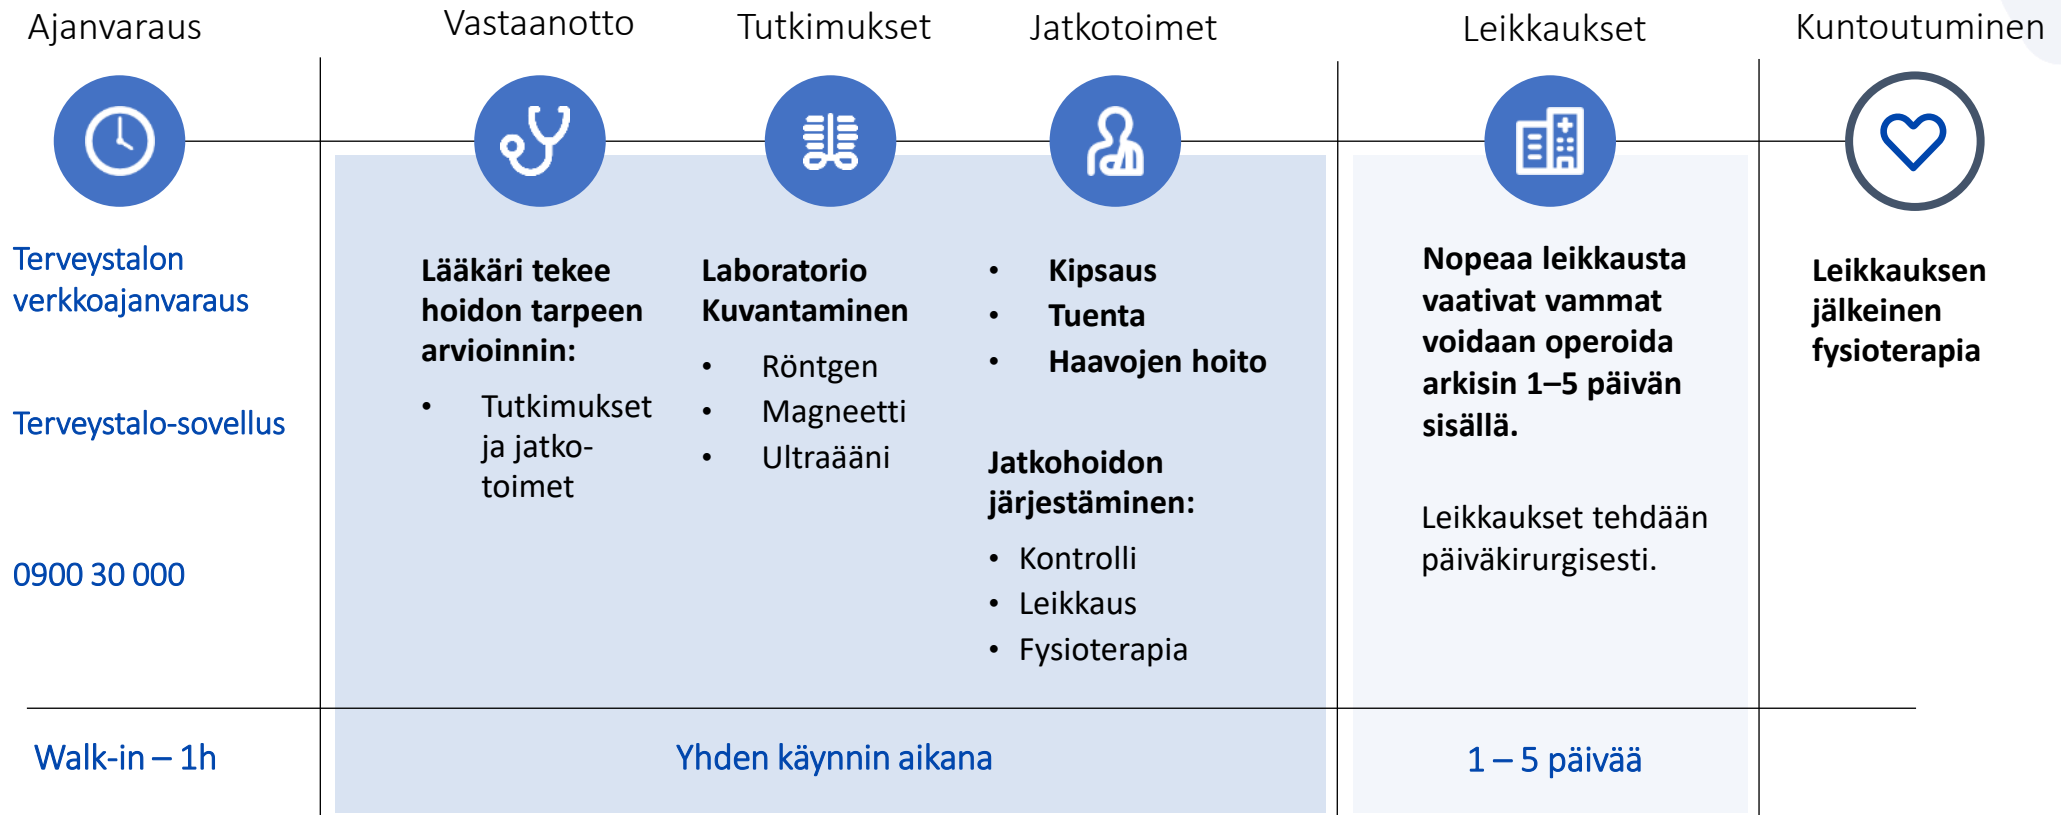 Ajanvaraus
Vastaanotto
Tutkimukset
Jatkotoimet
Leikkaukset
Kuntoutuminen
Terveystalon
verkkoajanvaraus
Terveystalo-sovellus
0900 30 000
Lääkäri tekee
hoidon tarpeen
arvioinnin:
• Tutkimukset
ja jatko-
toimet
Laboratorio
Kuvantaminen
• Röntgen
• Magneetti
• Ultraääni
• Kipsaus
• Tuenta
• Haavojen hoito
Jatkohoidon
järjestäminen:
• Kontrolli
• Leikkaus
• Fysioterapia
Nopeaa leikkausta
vaativat vammat
voidaan operoida
arkisin 1–5 päivän
sisällä.
Leikkaukset tehdään
päiväkirurgisesti.
Leikkauksen
jälkeinen
fysioterapia
Walk-in – 1h
Yhden käynnin aikana
1 – 5 päivää